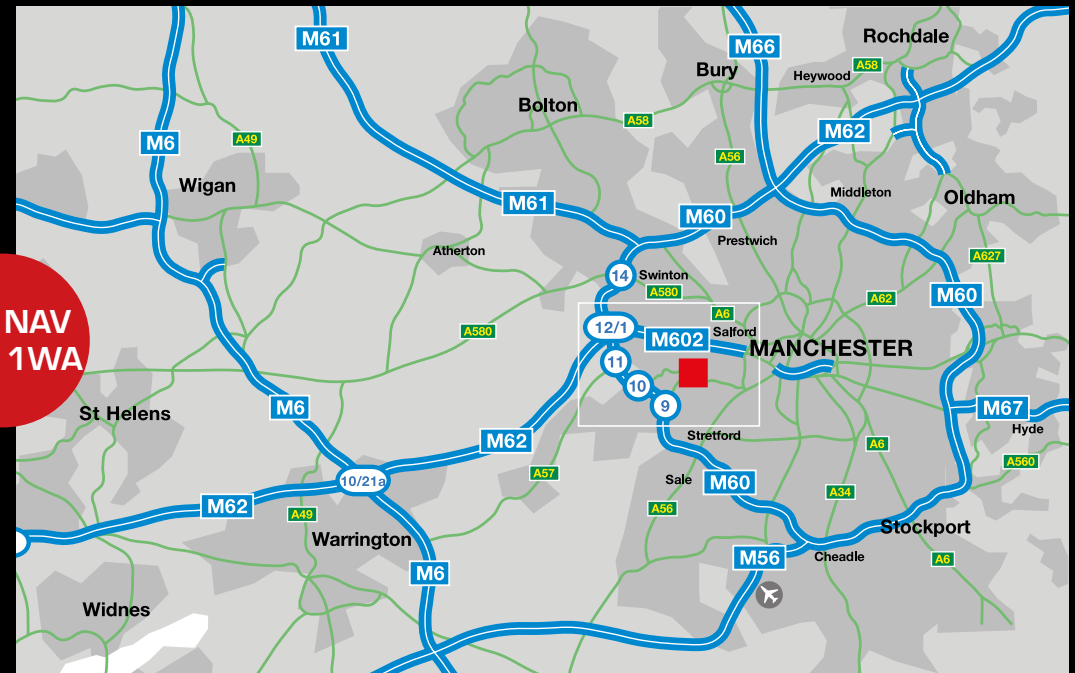 M61
M66
Rochdale
Bury
Heywood
A58
Bolton
A58
M62
M6
A49
A56
Wigan
Middleton
Oldham
M61
M60
Prestwich
Atherton
A627
14
Swinton
A580
A62
M60
NAV
1WA
A580
12/1
A6
Salford
M602
MANCHESTER
11
10
9
St Helens
M6
M67
Hyde
Stretford
M62
A6
A560
A57
10/21a
Sale
M60
A34
M62
A49
A56
Stockport
Warrington
M56
Cheadle
A6
M6
Widnes